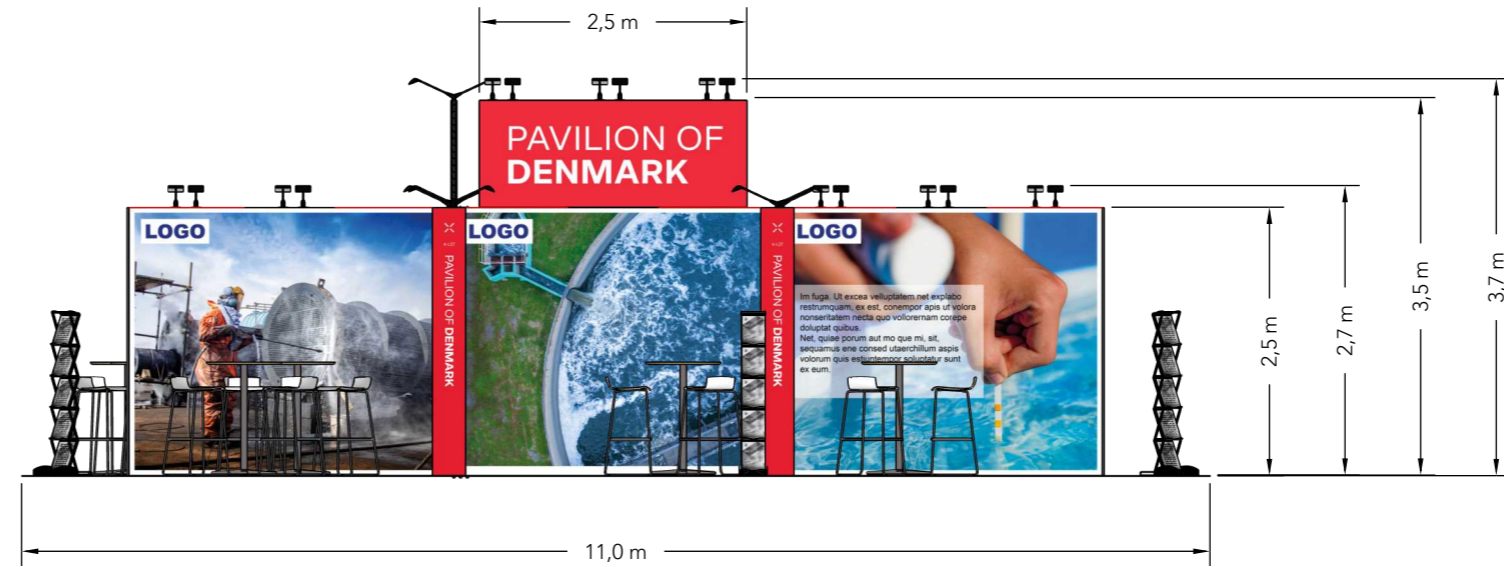 2,5 m
PAVILION OF
DENMARK
LOGO
PAVILION OF DENMARK
LOGO
PAVILION OF DENMARK
LOGO
Im fuga. Ut excea velluptatem net explabo
restrumquam, ex est, conempor apis ut volora
nonseritatem necta quo vollorernam corepe
doluptat quibus.
Net, quiae porum aut mo que mi, sit,
sequamus ene consed utaerchillum aspis
volorum quis estiuntempor soluptatur sunt
ex eum.
2,5 m
2,7 m
3,5 m
3,7 m
11,0 m